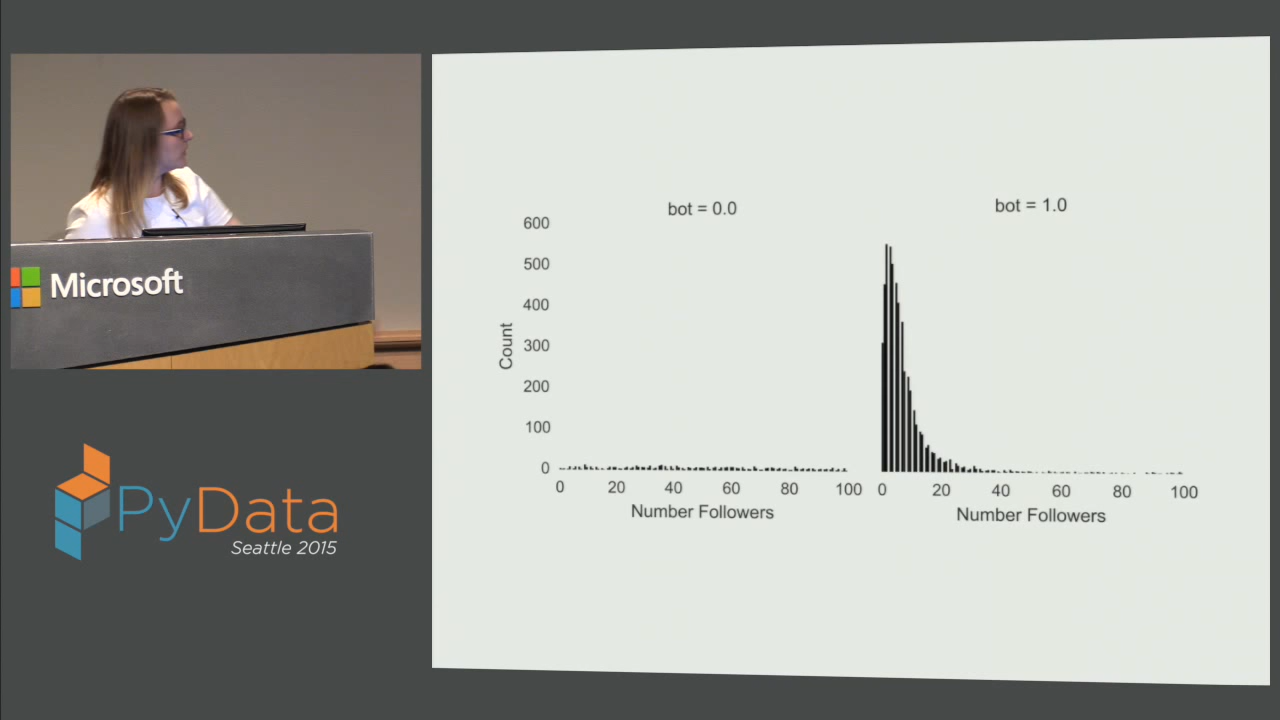 Microsoft
PyData
Seattle 2015
bot = 0.0
bot = 1.0
600
500
400
300
200
100
0
Count
0 20 40 60 80 100
0 20 40 60 80 100
Number Followers
Number Followers